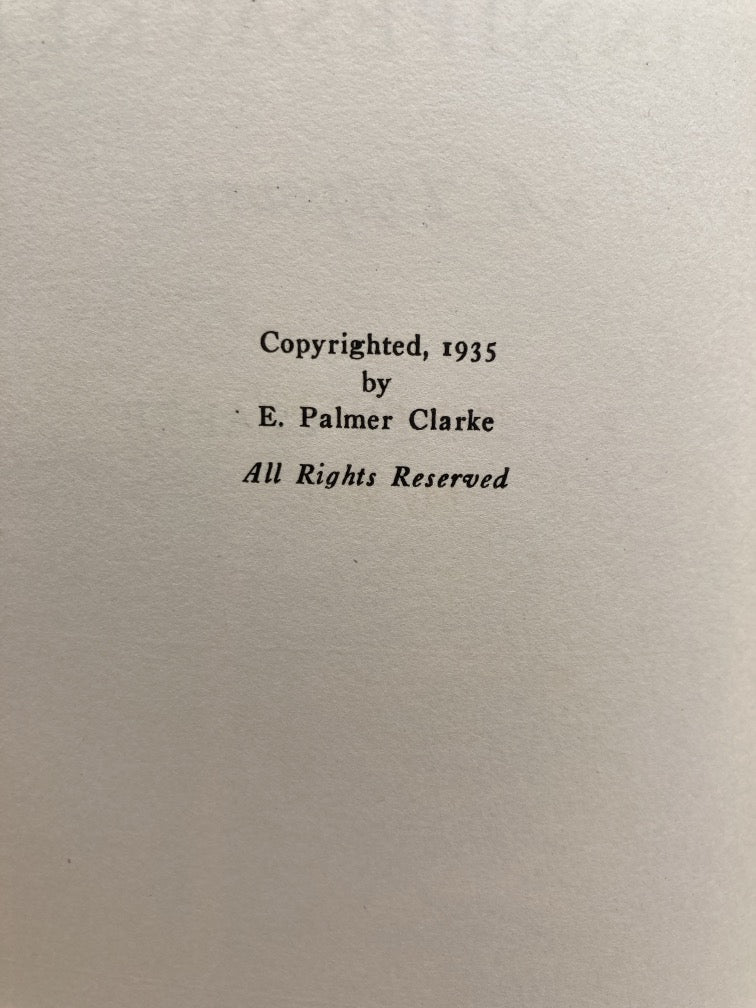 Copyrighted, 1935
by
E. Palmer Clarke
All Rights Reserved